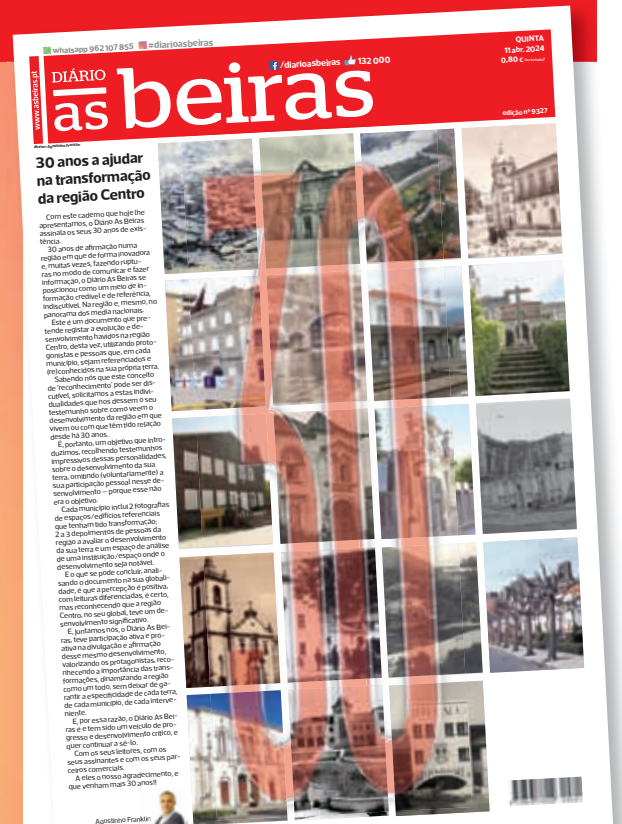 whatsapp 962 107 855 #diarioasbeiras
www.asbeiras.pt
DIÁRIO
as beiras
/diarioasbeiras 132 000
QUINTA
11 abr. 2024
0,80 €
edição nº 9327
30 anos a ajudar
na transformação
da região Centro
Com este caderno que hoje lhe
apresentamos, o Diário As Beiras
assinala os seus 30 anos de exis-
tência.
30 anos de afirmação numa
região em que de forma inovadora
e, muitas vezes, fazendo ruptu-
ras no modo de comunicar e fazer
informação, o Diário As Beiras se
posicionou como um meio de in-
formação credível e de referência,
indiscutível. Na região e, mesmo, no
panorama dos media nacionais.
Este é um documento que pre-
tende registar a evolução e de-
senvolvimento havidos na região
Centro, desta vez, utilizando proto-
gonistas e pessoas que, em cada
município, sejam referenciados e
(re)conhecidos na sua própria terra.
Sabendo nós que este conceito
de 'reconhecimento' pode ser dis-
cutível, solicitamos a estas indivi-
dualidades que nos dessem o seu
testemunho sobre como veem o
desenvolvimento da região em que
vivem ou com que têm tido relação
desde há 30 anos.
É, portanto, um objetivo que intro-
duzimos, recolhendo testemunhos
impressivos dessas personalidades,
sobre o desenvolvimento da sua
terra, omitindo (voluntariamente) a
sua participação pessoal nesse de-
senvolvimento – porque esse não
era o objetivo.
Cada município inclui 2 fotografias
de espaços/edifícios referenciais
que tenham tido transformação;
2 a 3 depoimentos de pessoas da
região a avaliar o desenvolvimento
da sua terra e um espaço de análise
de uma instituição/espaço onde o
desenvolvimento seja notável.
E o que se pode concluir, anali-
sando o documento na sua globali-
dade, é que a percepção é positiva,
com leituras diferenciadas, é certo,
mas reconhecendo que a região
Centro, no seu global, teve um de-
senvolvimento significativo.
E, juntamos nós, o Diário As Bei-
ras, teve participação ativa e pró-
ativa na divulgação e afirmação
desse mesmo desenvolvimento,
valorizando os protagonistas, reco-
nhecendo a importância das trans-
formações, dinamizando a região
como um todo, sem deixar de ga-
rantir a especificidade de cada terra,
de cada município, de cada interve-
niente.
E, por essa razão, o Diário As Bei-
ras é e tem sido um veículo de pro-
gresso e desenvolvimento crítico, e
quer continuar a sê-lo.
Com os seus leitores, com os
seus assinantes e com os seus par-
ceiros comerciais.
A eles o nosso agradecimento, e
que venham mais 30 anos!!
Agostinho Franklin
30